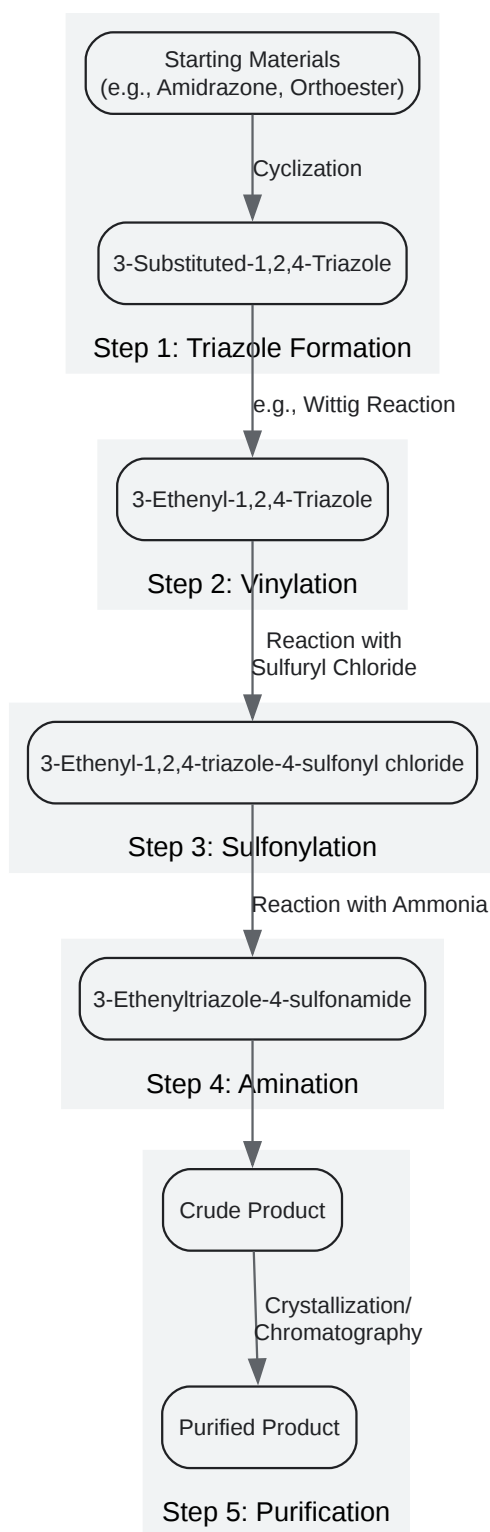 Starting Materials
(e.g., Amidrazone, Orthoester)
Cyclization
3-Substituted-1,2,4-Triazole
Step 1: Triazole Formation
e.g., Wittig Reaction
3-Ethenyl-1,2,4-Triazole
Step 2: Vinylation
Reaction with
Sulfuryl Chloride
3-Ethenyl-1,2,4-triazole-4-sulfonyl chloride
Step 3: Sulfonylation
Reaction with Ammonia
3-Ethenyltriazole-4-sulfonamide
Step 4: Amination
Crude Product
Crystallization/
Chromatography
Purified Product
Step 5: Purification